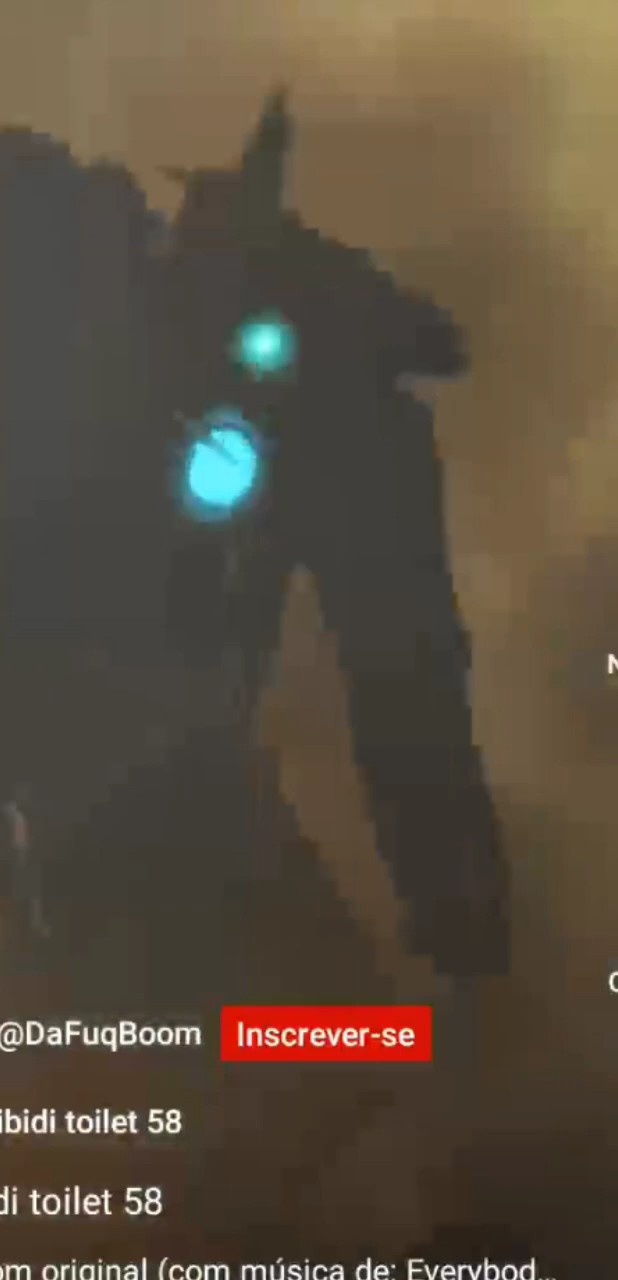 N
@DaFuqBoom Inscrever-se
ibidi toilet 58
di toilet 58
om original (com música de: Everybod...